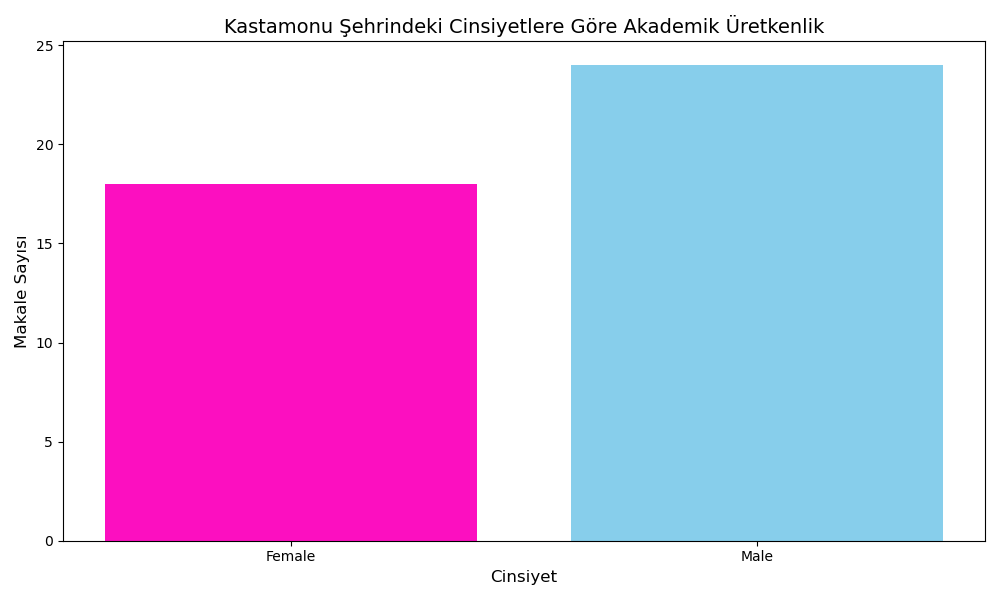 Kastamonu Şehrindeki Cinsiyetlere Göre Akademik Üretkenlik
25
20
15
10
5
0
Makale Sayısı
Female
Male
Cinsiyet